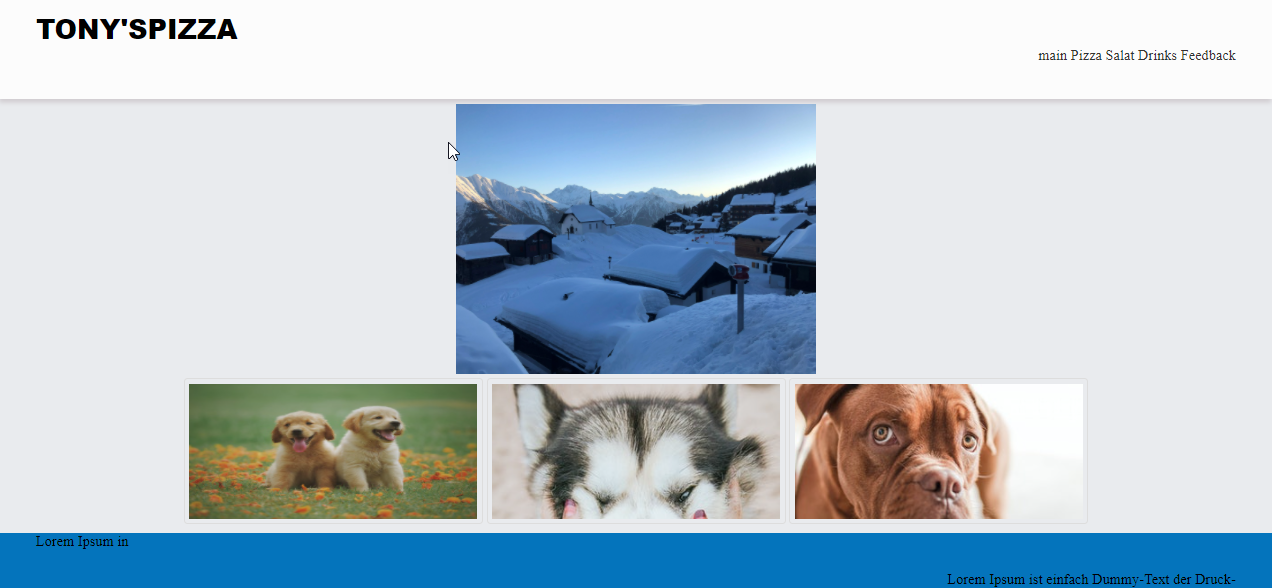 TONY'SPIZZA
main Pizza Salat Drinks Feedback
Lorem Ipsum in
Lorem Ipsum ist einfach Dummy-Text der Druck-